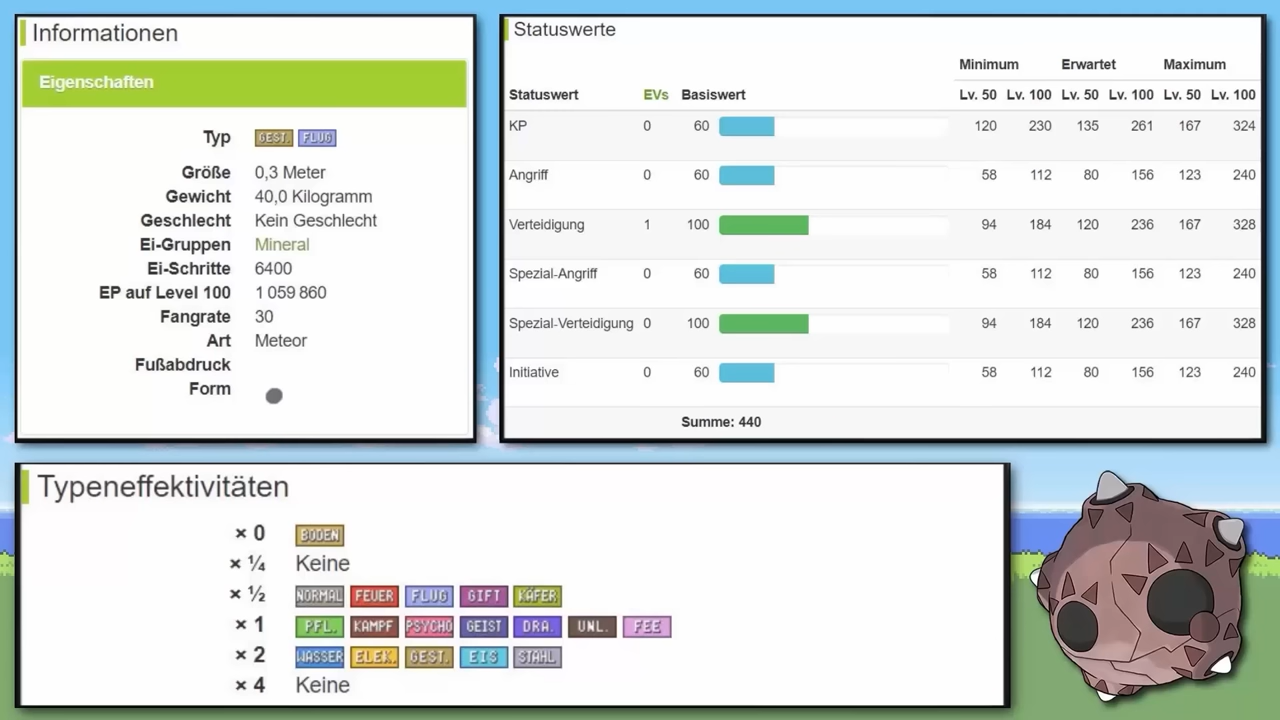 Informationen
Eigenschaften
Typ GEST. FLUG
Größe 0,3 Meter
Gewicht 40,0 Kilogramm
Geschlecht Kein Geschlecht
Ei-Gruppen Mineral
Ei-Schritte 6400
EP auf Level 100 1 059 860
Fangrate 30
Art Meteor
Fußabdruck
Form
Statuswerte
Minimum Erwartet Maximum
Statuswert EVs Basiswert Lv. 50 Lv. 100 Lv. 50 Lv. 100 Lv. 50 Lv. 100
KP 0 60 120 230 135 261 167 324
Angriff 0 60 58 112 80 156 123 240
Verteidigung 1 100 94 184 120 236 167 328
Spezial-Angriff 0 60 58 112 80 156 123 240
Spezial-Verteidigung 0 100 94 184 120 236 167 328
Initiative 0 60 58 112 80 156 123 240
Summe: 440
Typeneffektivitäten
× 0 BODEN
× ¼ Keine
× ½ NORMAL FEUER FLUG GIFT KÄFER
× 1 PFL. KAMPF PSYCHO GEIST DRA. UNL. FEE
× 2 WASSER ELEK. GEST. EIS STAHL
× 4 Keine